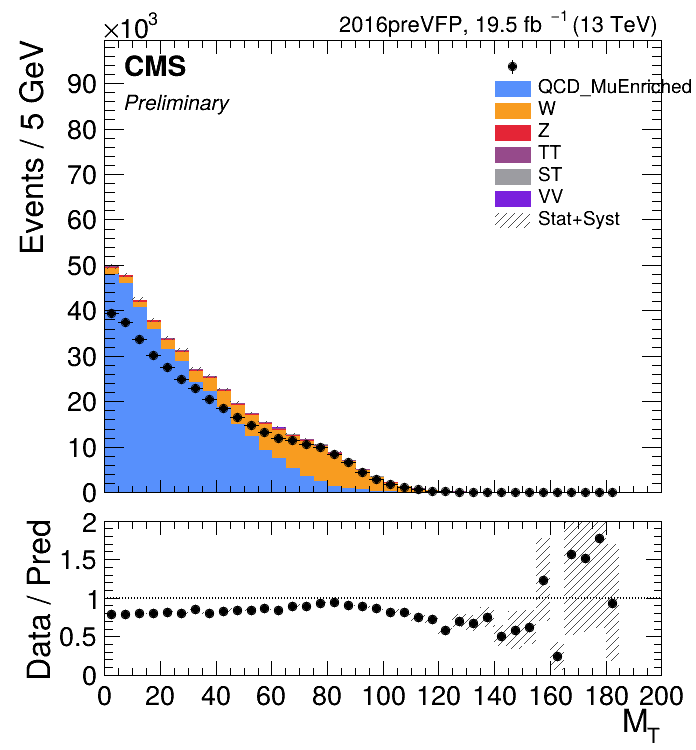 ×10³
2016preVFP, 19.5 fb ⁻¹ (13 TeV)
CMS
Preliminary
QCD_MuEnriched
W
Z
TT
ST
VV
Stat+Syst
Events / 5 GeV
90
80
70
60
50
40
30
20
10
0
Data / Pred
2
1.5
1
0.5
0
0 20 40 60 80 100 120 140 160 180 200
M_T